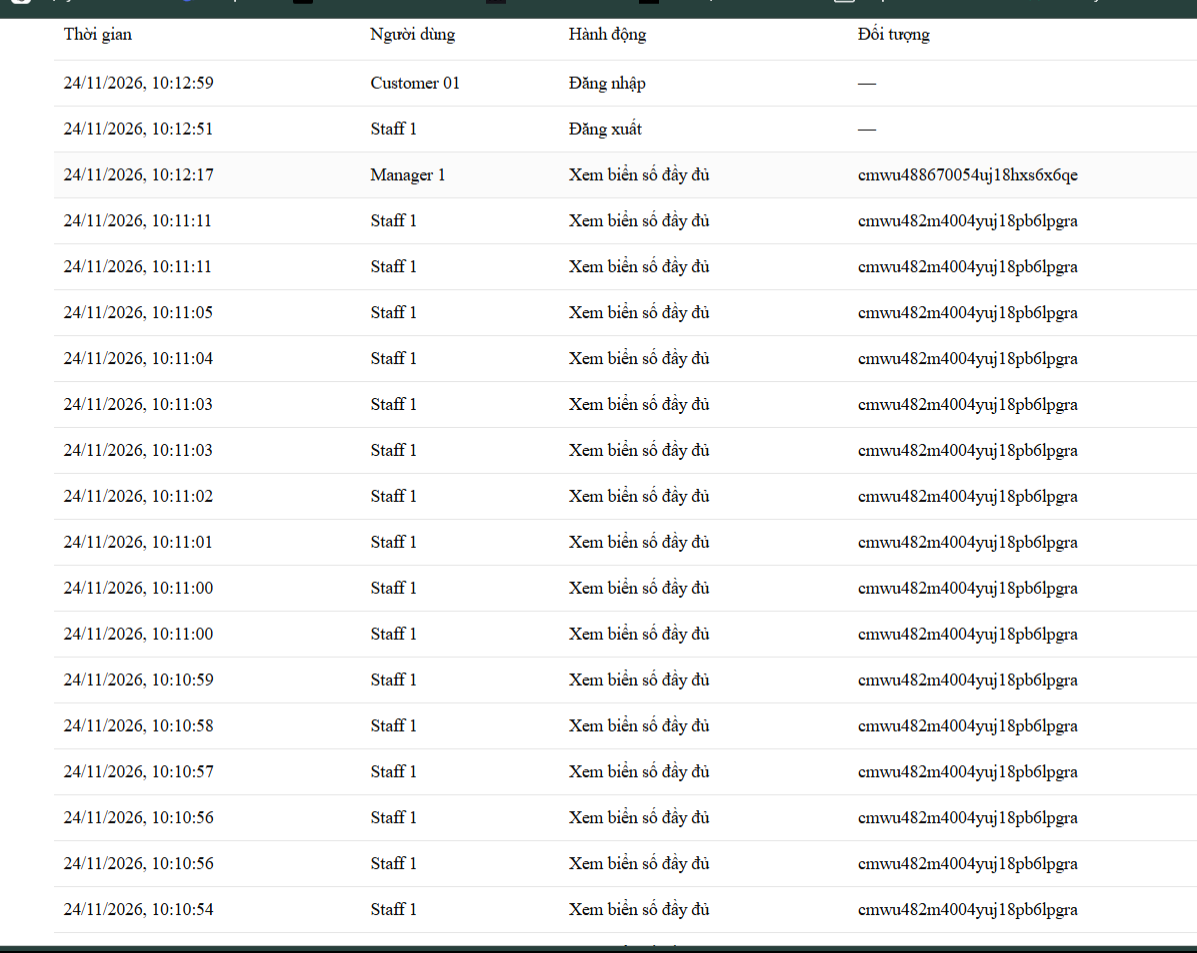 Thời gian Người dùng Hành động Đối tượng
24/11/2026, 10:12:59 Customer 01 Đăng nhập —
24/11/2026, 10:12:51 Staff 1 Đăng xuất —
24/11/2026, 10:12:17 Manager 1 Xem biển số đầy đủ cmwu488670054uj18hxs6x6qe
24/11/2026, 10:11:11 Staff 1 Xem biển số đầy đủ cmwu482m4004yuj18pb6lpgra
24/11/2026, 10:11:11 Staff 1 Xem biển số đầy đủ cmwu482m4004yuj18pb6lpgra
24/11/2026, 10:11:05 Staff 1 Xem biển số đầy đủ cmwu482m4004yuj18pb6lpgra
24/11/2026, 10:11:04 Staff 1 Xem biển số đầy đủ cmwu482m4004yuj18pb6lpgra
24/11/2026, 10:11:03 Staff 1 Xem biển số đầy đủ cmwu482m4004yuj18pb6lpgra
24/11/2026, 10:11:03 Staff 1 Xem biển số đầy đủ cmwu482m4004yuj18pb6lpgra
24/11/2026, 10:11:02 Staff 1 Xem biển số đầy đủ cmwu482m4004yuj18pb6lpgra
24/11/2026, 10:11:01 Staff 1 Xem biển số đầy đủ cmwu482m4004yuj18pb6lpgra
24/11/2026, 10:11:00 Staff 1 Xem biển số đầy đủ cmwu482m4004yuj18pb6lpgra
24/11/2026, 10:11:00 Staff 1 Xem biển số đầy đủ cmwu482m4004yuj18pb6lpgra
24/11/2026, 10:10:59 Staff 1 Xem biển số đầy đủ cmwu482m4004yuj18pb6lpgra
24/11/2026, 10:10:58 Staff 1 Xem biển số đầy đủ cmwu482m4004yuj18pb6lpgra
24/11/2026, 10:10:57 Staff 1 Xem biển số đầy đủ cmwu482m4004yuj18pb6lpgra
24/11/2026, 10:10:56 Staff 1 Xem biển số đầy đủ cmwu482m4004yuj18pb6lpgra
24/11/2026, 10:10:56 Staff 1 Xem biển số đầy đủ cmwu482m4004yuj18pb6lpgra
24/11/2026, 10:10:54 Staff 1 Xem biển số đầy đủ cmwu482m4004yuj18pb6lpgra